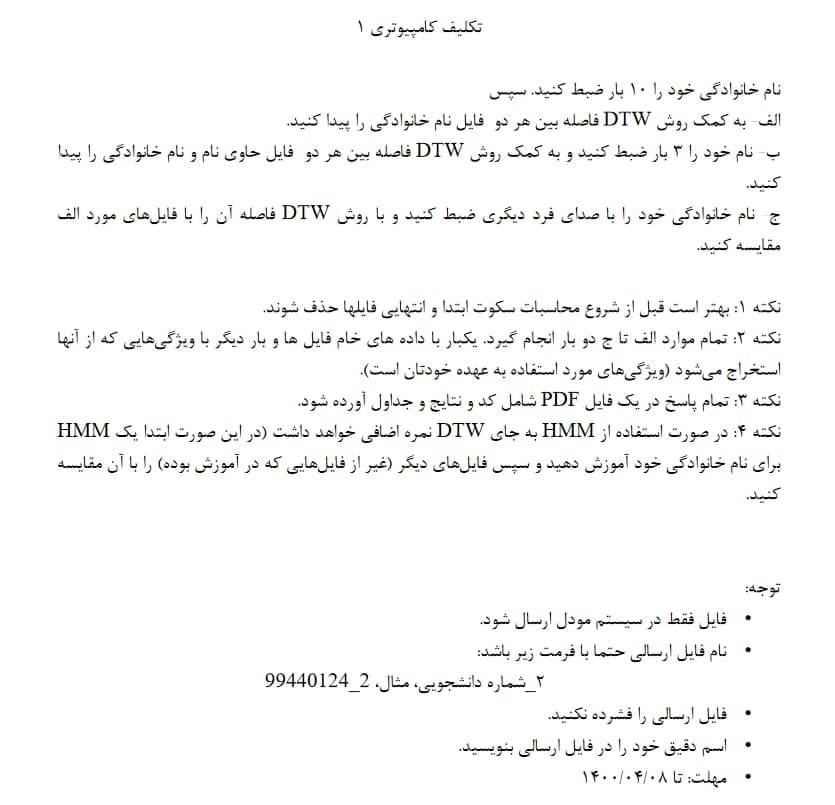 تکلیف کامپیوتری ۱
نام خانوادگی خود را ۱۰ بار ضبط کنید. سپس
الف- به کمک روش DTW فاصله بین هر دو فایل نام خانوادگی را پیدا کنید.
ب- نام خود را ۳ بار ضبط کنید و به کمک روش DTW فاصله بین هر دو فایل حاوی نام و نام خانوادگی را پیدا
کنید.
ج- نام خانوادگی خود را با صدای فرد دیگری ضبط کنید و با روش DTW فاصله آن را با فایل‌های مورد الف
مقایسه کنید.
نکته ۱: بهتر است قبل از شروع محاسبات سکوت ابتدا و انتهایی فایلها حذف شوند.
نکته ۲: تمام موارد الف تا ج دو بار انجام گیرد. یکبار با داده های خام فایل ها و بار دیگر با ویژگی‌هایی که از آنها
استخراج می‌شود (ویژگی‌های مورد استفاده به عهده خودتان است).
نکته ۳: تمام پاسخ در یک فایل PDF شامل کد و نتایج و جداول آورده شود.
نکته ۴: در صورت استفاده از HMM به جای DTW نمره اضافی خواهد داشت (در این صورت ابتدا یک HMM
برای نام خانوادگی خود آموزش دهید و سپس فایل‌های دیگر (غیر از فایل‌هایی که در آموزش بوده) را با آن مقایسه
کنید.
توجه:
• فایل فقط در سیستم مودل ارسال شود.
• نام فایل ارسالی حتما با فرمت زیر باشد:
۲_شماره دانشجویی، مثال، 2_99440124
• فایل ارسالی را فشرده نکنید.
• اسم دقیق خود را در فایل ارسالی بنویسید.
• مهلت: تا ۱۴۰۰/۰۴/۰۸